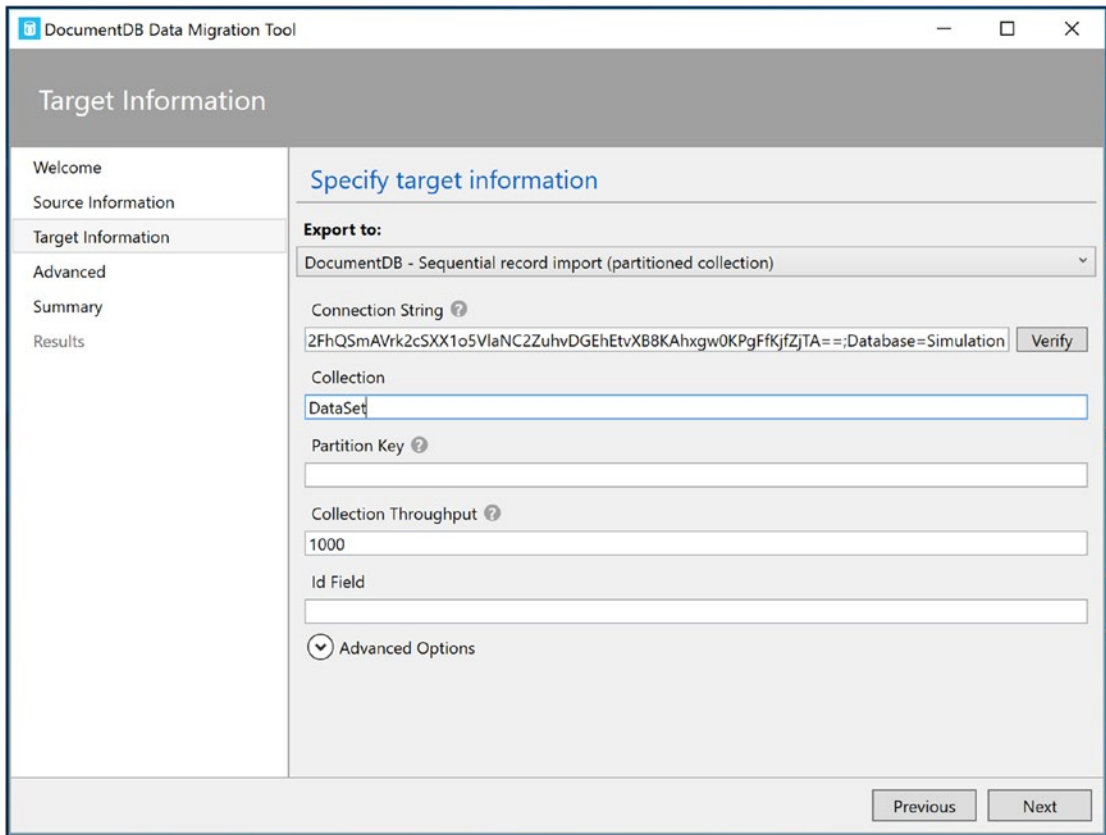 DocumentDB Data Migration Tool
Target Information
Welcome
Source Information
Target Information
Advanced
Summary
Results
Specify target information
Export to:
DocumentDB - Sequential record import (partitioned collection)
Connection String ?
2FhQSmAVrk2cSXX1o5VlaNC2ZuhvDGEhEtvXB8KAhxgw0KPgFfKjfZjTA==;Database=Simulation Verify
Collection
DataSet
Partition Key ?
Collection Throughput ?
1000
Id Field
Advanced Options
Previous Next